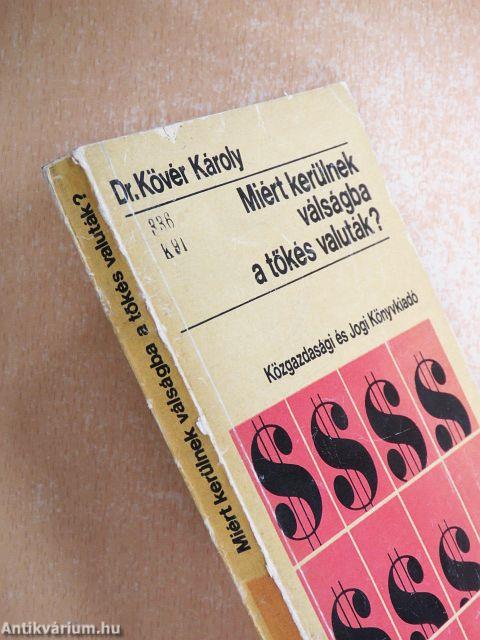 Dr. Kövér Károly
336
K91
Miért kerülnek
válságba
a tőkés valuták?
Közgazdasági és Jogi Könyvkiadó
$ $ $ $
$ $ $ $
Miért kerülnek válságba a tőkés valuták?
Antikvárium.hu